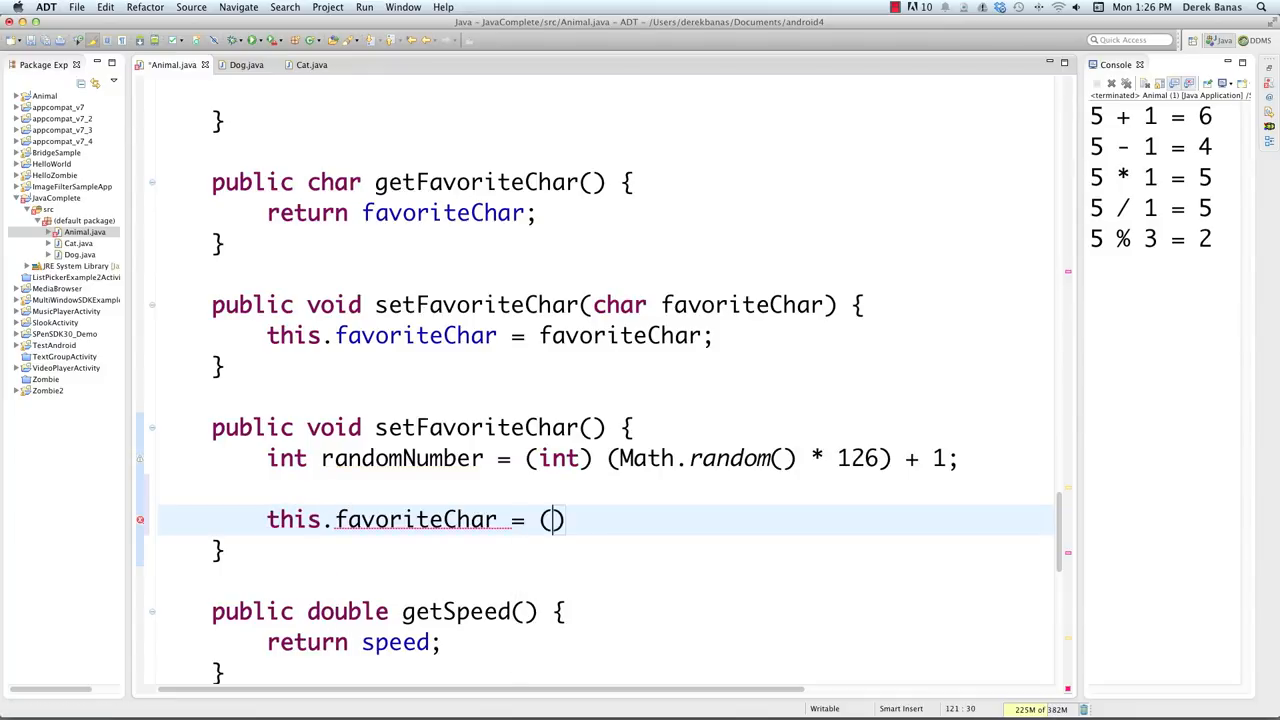 ADT File Edit Refactor Source Navigate Search Project Run Window Help
10
Mon 1:26 PM Derek Banas
Java - JavaComplete/src/Animal.java - ADT - /Users/derekbanas/Documents/android4
Quick Access
Java
DDMS
Package Exp
*Animal.java
Dog.java
Cat.java
Console
Animal
appcompat_v7
appcompat_v7_2
appcompat_v7_3
appcompat_v7_4
BridgeSample
HelloWorld
HelloZombie
ImageFilterSampleApp
JavaComplete
src
(default package)
Animal.java
Cat.java
Dog.java
JRE System Library [
ListPickerExample2Activi
MediaBrowser
MultiWindowSDKExample
MusicPlayerActivity
SlookActivity
SPenSDK30_Demo
TestAndroid
TextGroupActivity
VideoPlayerActivity
Zombie
Zombie2
}
public char getFavoriteChar() {
return favoriteChar;
}
public void setFavoriteChar(char favoriteChar) {
this.favoriteChar = favoriteChar;
}
public void setFavoriteChar() {
int randomNumber = (int) (Math.random() * 126) + 1;
this.favoriteChar = ()
}
public double getSpeed() {
return speed;
}
<terminated> Animal (1) [Java Application] /S
5 + 1 = 6
5 - 1 = 4
5 * 1 = 5
5 / 1 = 5
5 % 3 = 2
Writable
Smart Insert
121 : 30
225M of 382M